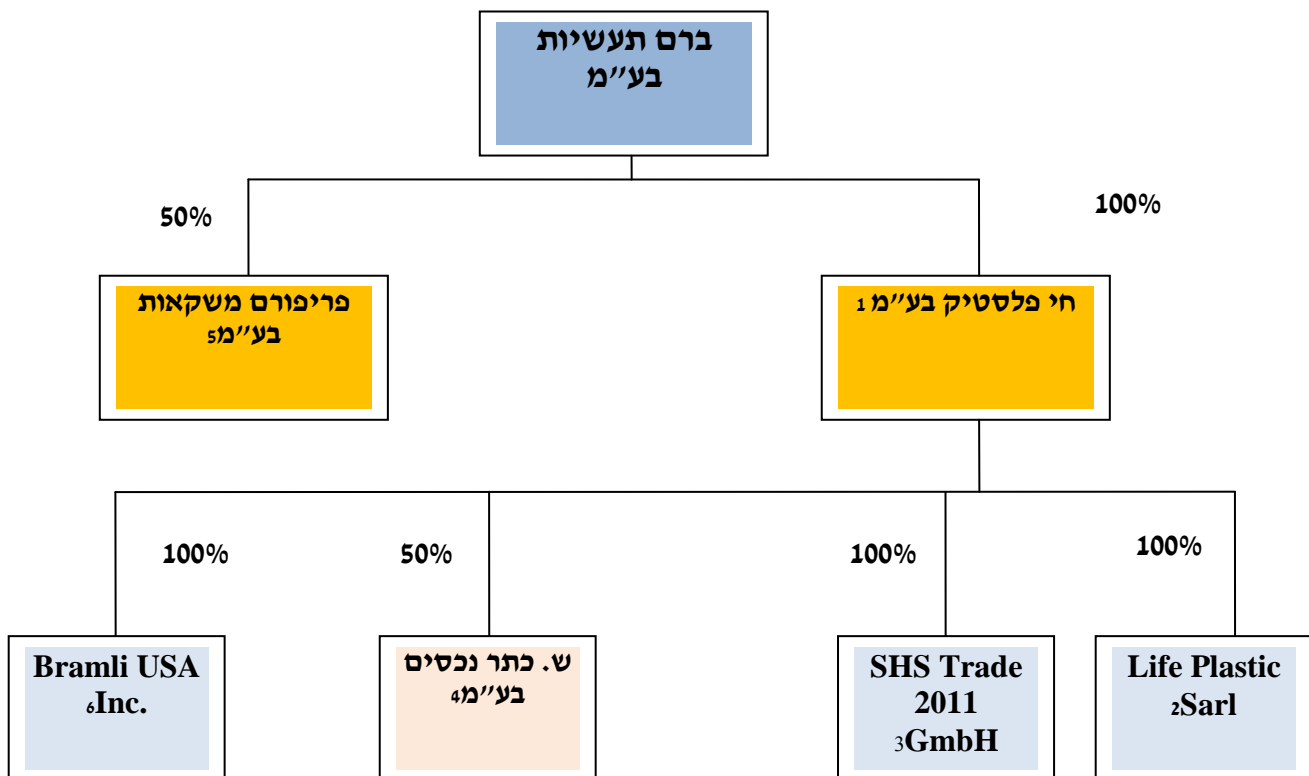 ברם תעשיות
בע"מ
100%
50%
חי פלסטיק בע"מ 1
פריפורם משקאות
בע"מ5
100%
100%
50%
100%
Life Plastic
2Sarl
SHS Trade
2011
3GmbH
ש. כתר נכסים
בע"מ4
Bramli USA
6Inc.